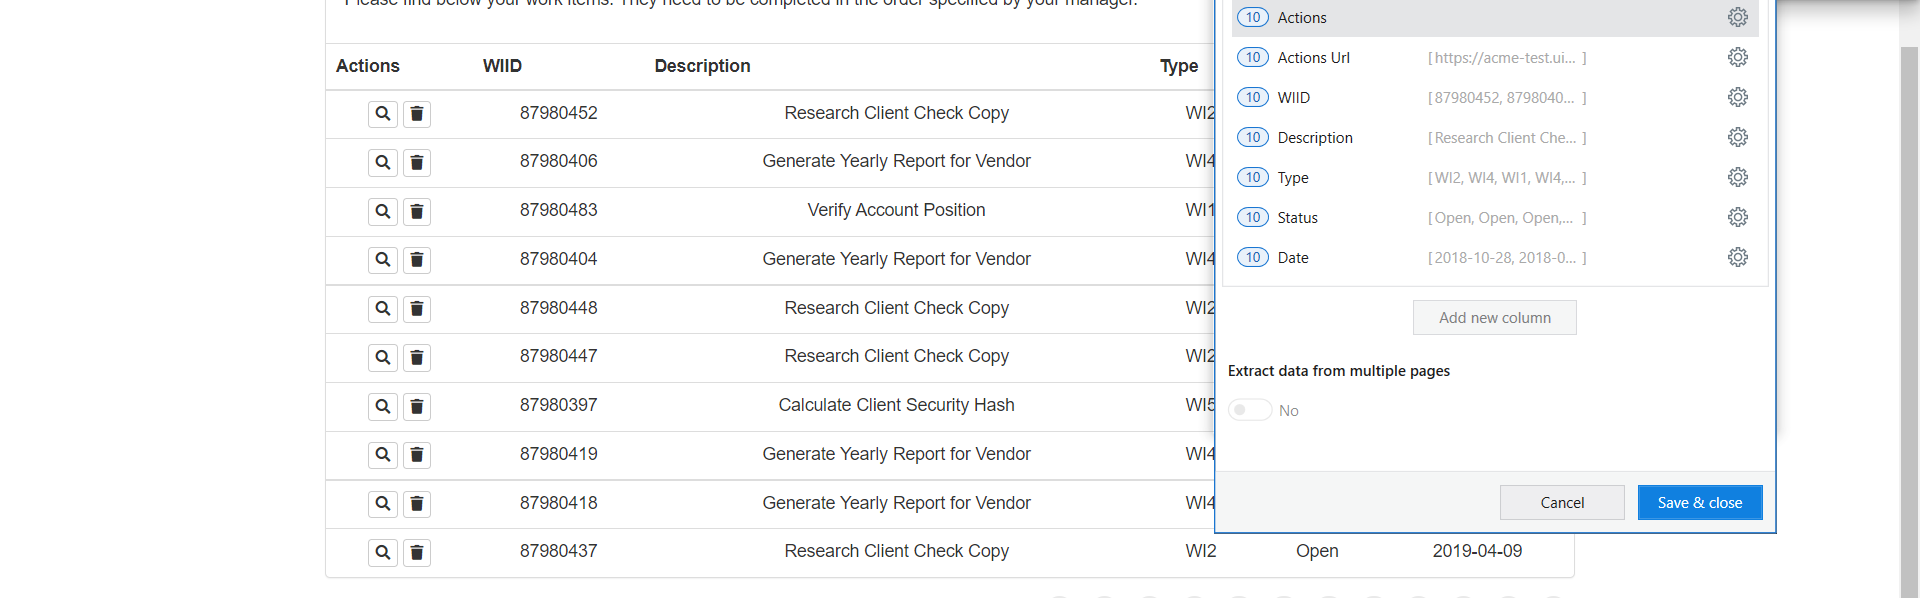 Please find below your work items. They need to be completed in the order specified by your manager.
Actions WIID Description Type
87980452 Research Client Check Copy WI2
87980406 Generate Yearly Report for Vendor WI4
87980483 Verify Account Position WI1
87980404 Generate Yearly Report for Vendor WI4
87980448 Research Client Check Copy WI2
87980447 Research Client Check Copy WI2
87980397 Calculate Client Security Hash WI5
87980419 Generate Yearly Report for Vendor WI4
87980418 Generate Yearly Report for Vendor WI4
87980437 Research Client Check Copy WI2 Open 2019-04-09
10 Actions
10 Actions Url [ https://acme-test.ui... ]
10 WIID [ 87980452, 8798040... ]
10 Description [ Research Client Che... ]
10 Type [ WI2, WI4, WI1, WI4,... ]
10 Status [ Open, Open, Open,... ]
10 Date [ 2018-10-28, 2018-0... ]
Add new column
Extract data from multiple pages
No
Cancel Save & close